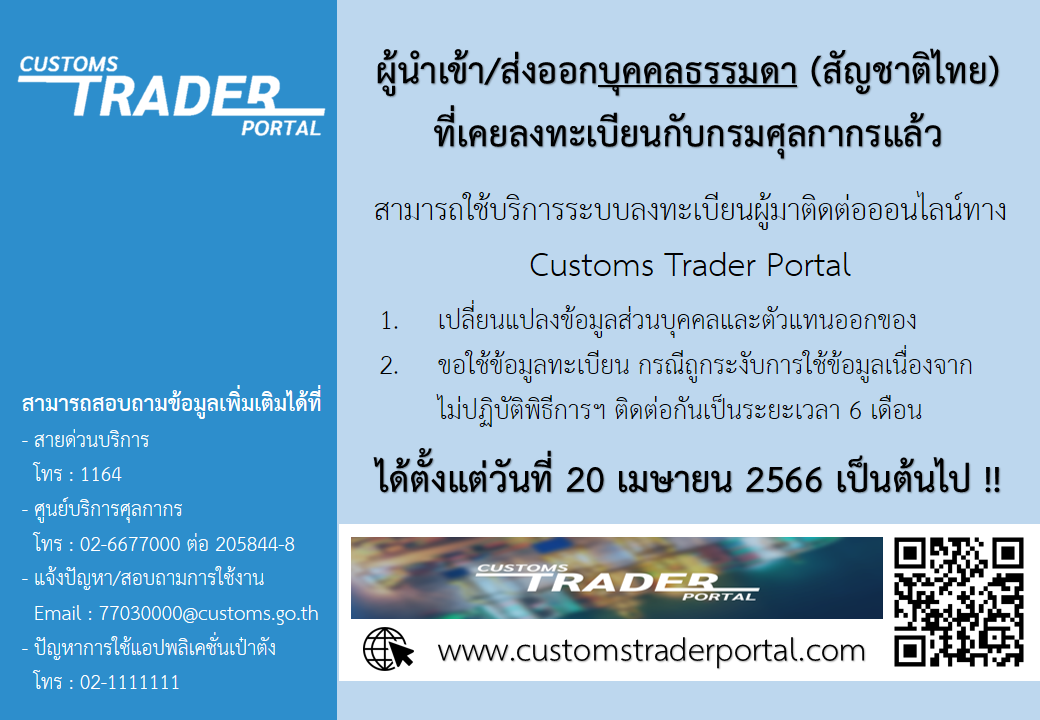 CUSTOMS
TRADER
PORTAL
สามารถสอบถามข้อมูลเพิ่มเติมได้ที่
- สายด่วนบริการ
โทร : 1164
- ศูนย์บริการศุลกากร
โทร : 02-6677000 ต่อ 205844-8
- แจ้งปัญหา/สอบถามการใช้งาน
Email : 77030000@customs.go.th
- ปัญหาการใช้แอปพลิเคชั่นเป๋าตัง
โทร : 02-1111111
ผู้นำเข้า/ส่งออกบุคคลธรรมดา (สัญชาติไทย)
ที่เคยลงทะเบียนกับกรมศุลกากรแล้ว
สามารถใช้บริการระบบลงทะเบียนผู้มาติดต่อออนไลน์ทาง
Customs Trader Portal
1. เปลี่ยนแปลงข้อมูลส่วนบุคคลและตัวแทนออกของ
2. ขอใช้ข้อมูลทะเบียน กรณีถูกระงับการใช้ข้อมูลเนื่องจาก
ไม่ปฏิบัติพิธีการฯ ติดต่อกันเป็นระยะเวลา 6 เดือน
ได้ตั้งแต่วันที่ 20 เมษายน 2566 เป็นต้นไป !!
CUSTOMS
TRADER
PORTAL
www.customstraderportal.com